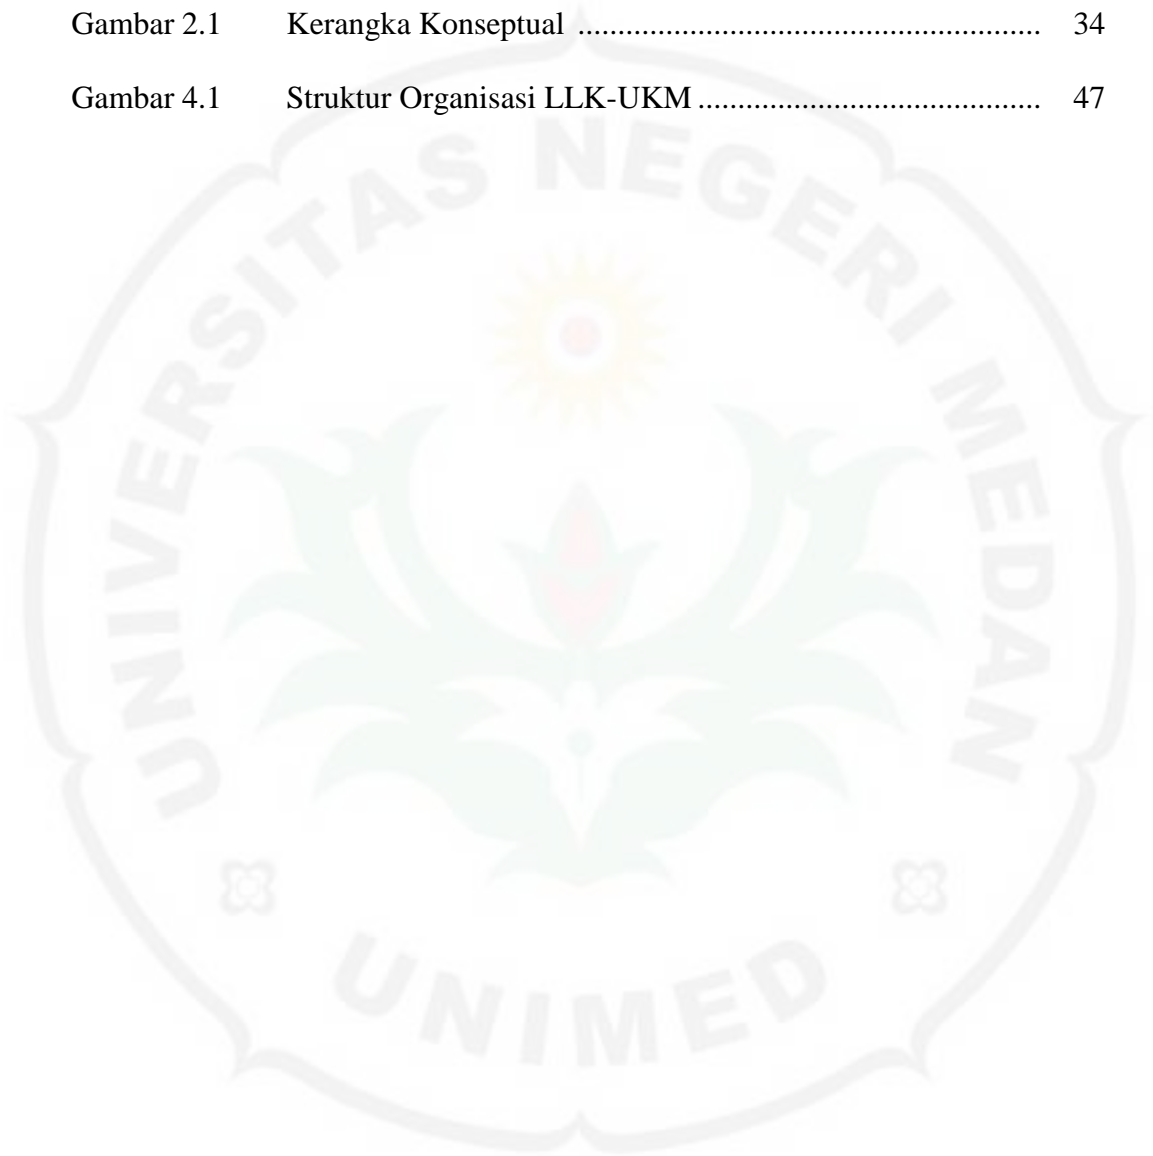 Gambar 2.1 Kerangka Konseptual ........................................................ 34
Gambar 4.1 Struktur Organisasi LLK-UKM ......................................... 47
UNIVERSITAS NEGERI MEDAN
UNIMED